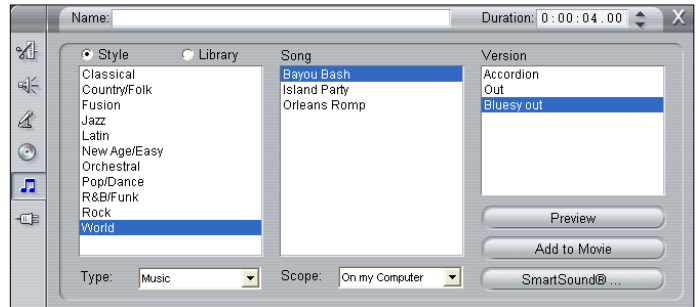 Name: Duration: 0:00:04.00 X
Style Library Song Version
Classical
Country/Folk
Fusion
Jazz
Latin
New Age/Easy
Orchestral
Pop/Dance
R&B/Funk
Rock
World
Bayou Bash
Island Party
Orleans Romp
Accordion
Out
Bluesy out
Preview
Add to Movie
SmartSound® ...
Type: Music Scope: On my Computer